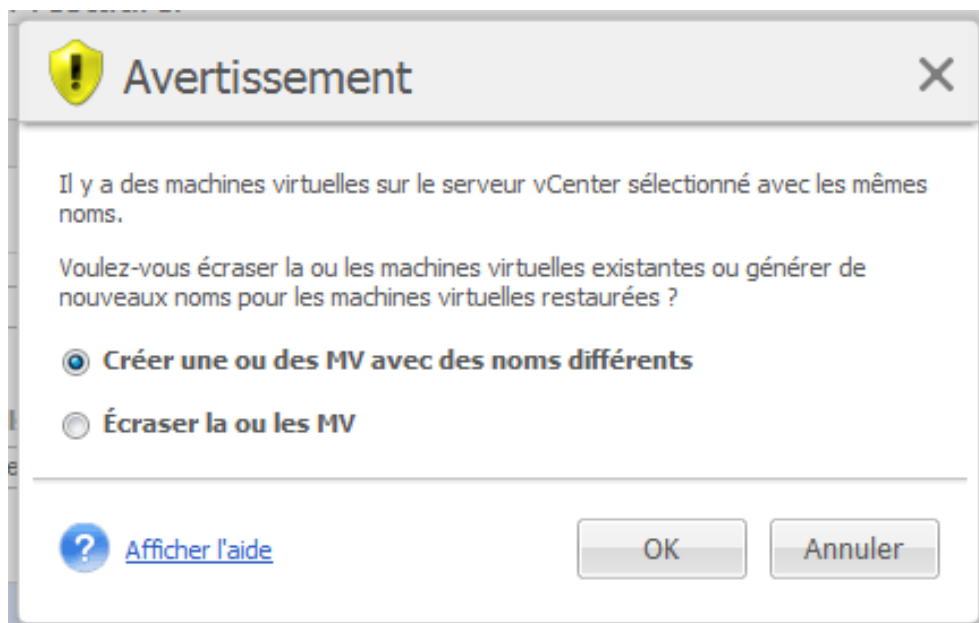 Avertissement
Il y a des machines virtuelles sur le serveur vCenter sélectionné avec les mêmes
noms.
Voulez-vous écraser la ou les machines virtuelles existantes ou générer de
nouveaux noms pour les machines virtuelles restaurées ?
Créer une ou des MV avec des noms différents
Écraser la ou les MV
Afficher l'aide
OK
Annuler